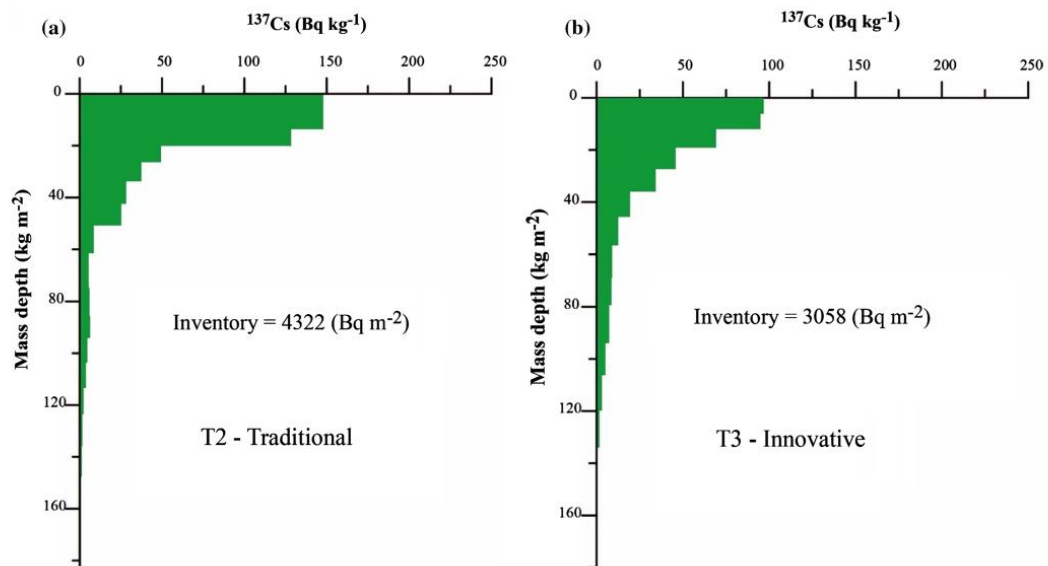 (a)
¹³⁷Cs (Bq kg⁻¹)
0 50 100 150 200 250
0
40
80
120
160
Mass depth (kg m⁻²)
Inventory = 4322 (Bq m⁻²)
T2 - Traditional
(b)
¹³⁷Cs (Bq kg⁻¹)
0 50 100 150 200 250
0
40
80
120
160
Mass depth (kg m⁻²)
Inventory = 3058 (Bq m⁻²)
T3 - Innovative